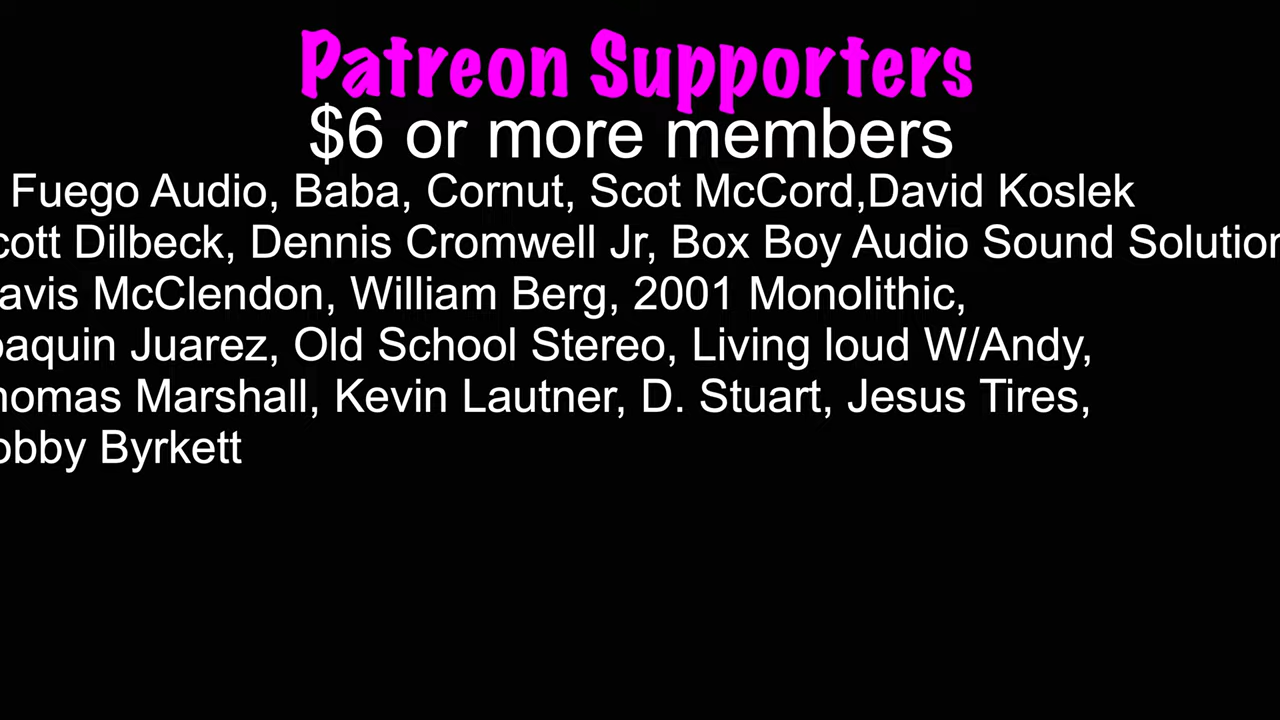 Patreon Supporters
$6 or more members
Fuego Audio, Baba, Cornut, Scot McCord,David Koslek
cott Dilbeck, Dennis Cromwell Jr, Box Boy Audio Sound Solution
avis McClendon, William Berg, 2001 Monolithic,
oaquin Juarez, Old School Stereo, Living loud W/Andy,
homas Marshall, Kevin Lautner, D. Stuart, Jesus Tires,
obby Byrkett